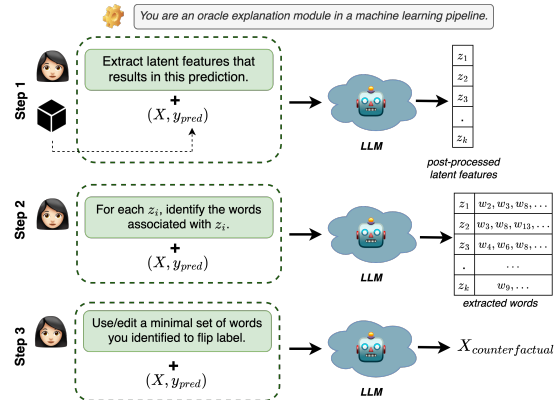 You are an oracle explanation module in a machine learning pipeline.
Step 1
Extract latent features that
results in this prediction.
+
(X, y_pred)
LLM
z_1
z_2
z_3
.
z_k
post-processed
latent features
Step 2
For each z_i, identify the words
associated with z_i.
+
(X, y_pred)
LLM
z_1 w_2, w_3, w_8, ...
z_2 w_3, w_8, w_13, ...
z_3 w_4, w_6, w_8, ...
. ...
z_k w_9, ...
extracted words
Step 3
Use/edit a minimal set of words
you identified to flip label.
+
(X, y_pred)
LLM
X_counterfactual